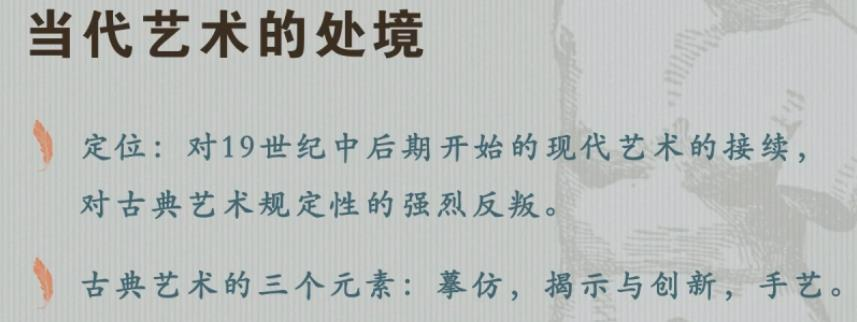 当代艺术的处境
定位：对19世纪中后期开始的现代艺术的接续，
对古典艺术规定性的强烈反叛。
古典艺术的三个元素：摹仿，揭示与创新，手艺。